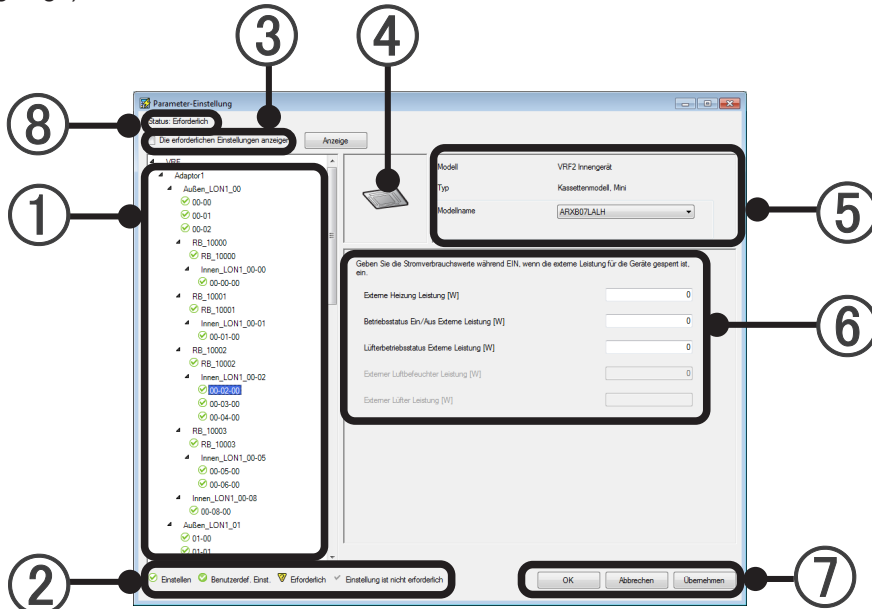 ③
④
Parameter-Einstellung
⑧
Status: Erforderlich
Die erforderlichen Einstellungen anzeigen
Anzeige
①
VRF
Adaptor1
Außen_LON1_00
00-00
00-01
00-02
RB_10000
RB_10000
Innen_LON1_00-00
00-00-00
RB_10001
RB_10001
Innen_LON1_00-01
00-01-00
RB_10002
RB_10002
Innen_LON1_00-02
00-02-00
00-03-00
00-04-00
RB_10003
RB_10003
Innen_LON1_00-05
00-05-00
00-06-00
Innen_LON1_00-08
00-08-00
Außen_LON1_01
01-00
01-01
Modell VRF2 Innengerät
Typ Kassettenmodell, Mini
Modellname ARXB07LALH
⑤
Geben Sie die Stromverbrauchswerte während EIN, wenn die externe Leistung für die Geräte gesperrt ist,
ein.
Externe Heizung Leistung [W] 0
Betriebsstatus Ein/Aus Externe Leistung [W] 0
Lüfterbetriebsstatus Externe Leistung [W] 0
Externer Luftbefeuchter Leistung [W] 0
Externer Lüfter Leistung [W]
⑥
②
Einstellen Benutzerdef. Einst. Erforderlich Einstellung ist nicht erforderlich
OK Abbrechen Übernehmen
⑦